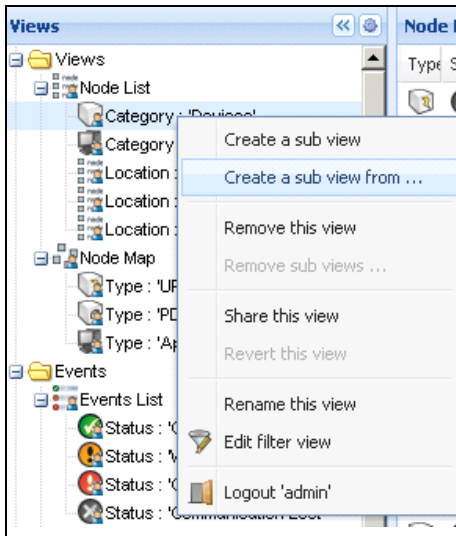 Views
Node
Views
Type S
Node List
Category : 'Devices'
Category
Create a sub view
Location :
Create a sub view from ...
Location :
Location :
Remove this view
Node Map
Remove sub views ...
Type : 'UP
Type : 'PD
Share this view
Type : 'Ap
Revert this view
Events
Events List
Rename this view
Status :
Edit filter view
Status :
Status :
Logout 'admin'
Status : 'Communication Lost'